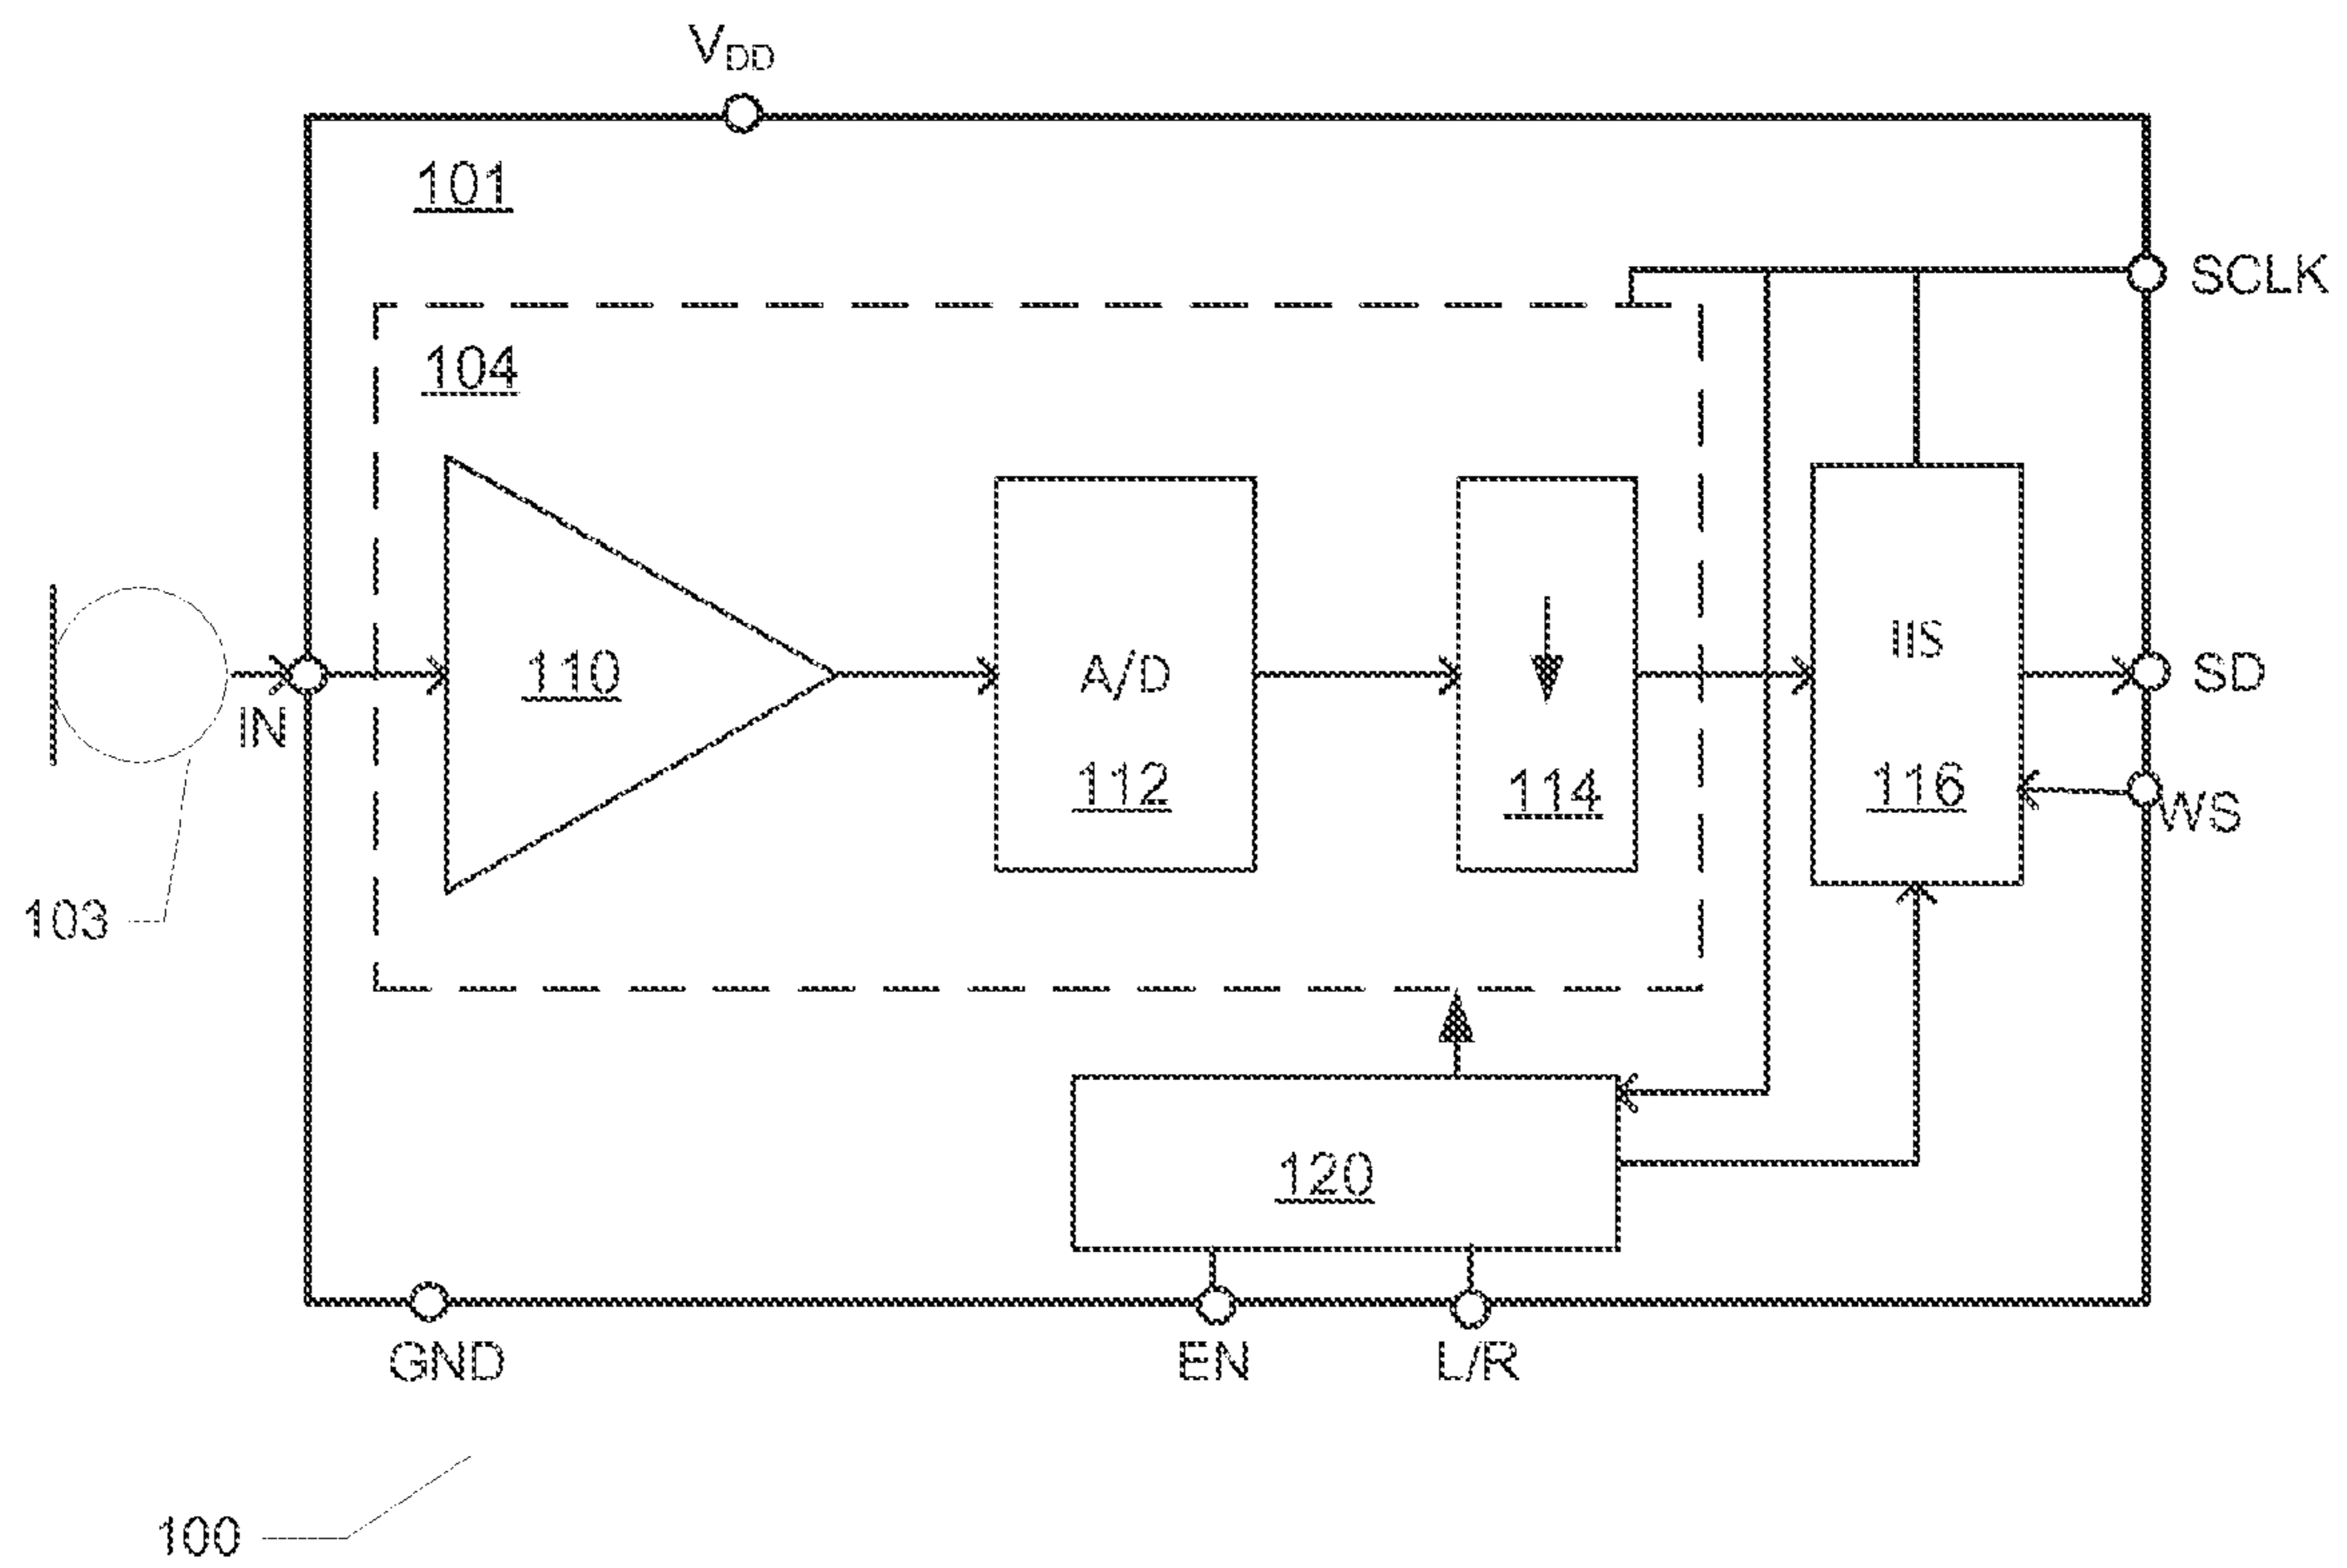 VDD
101
SCLK
104
IIS
110
A/D
SD
IN
112
114
116
WS
103
120
GND
EN
L/R
100